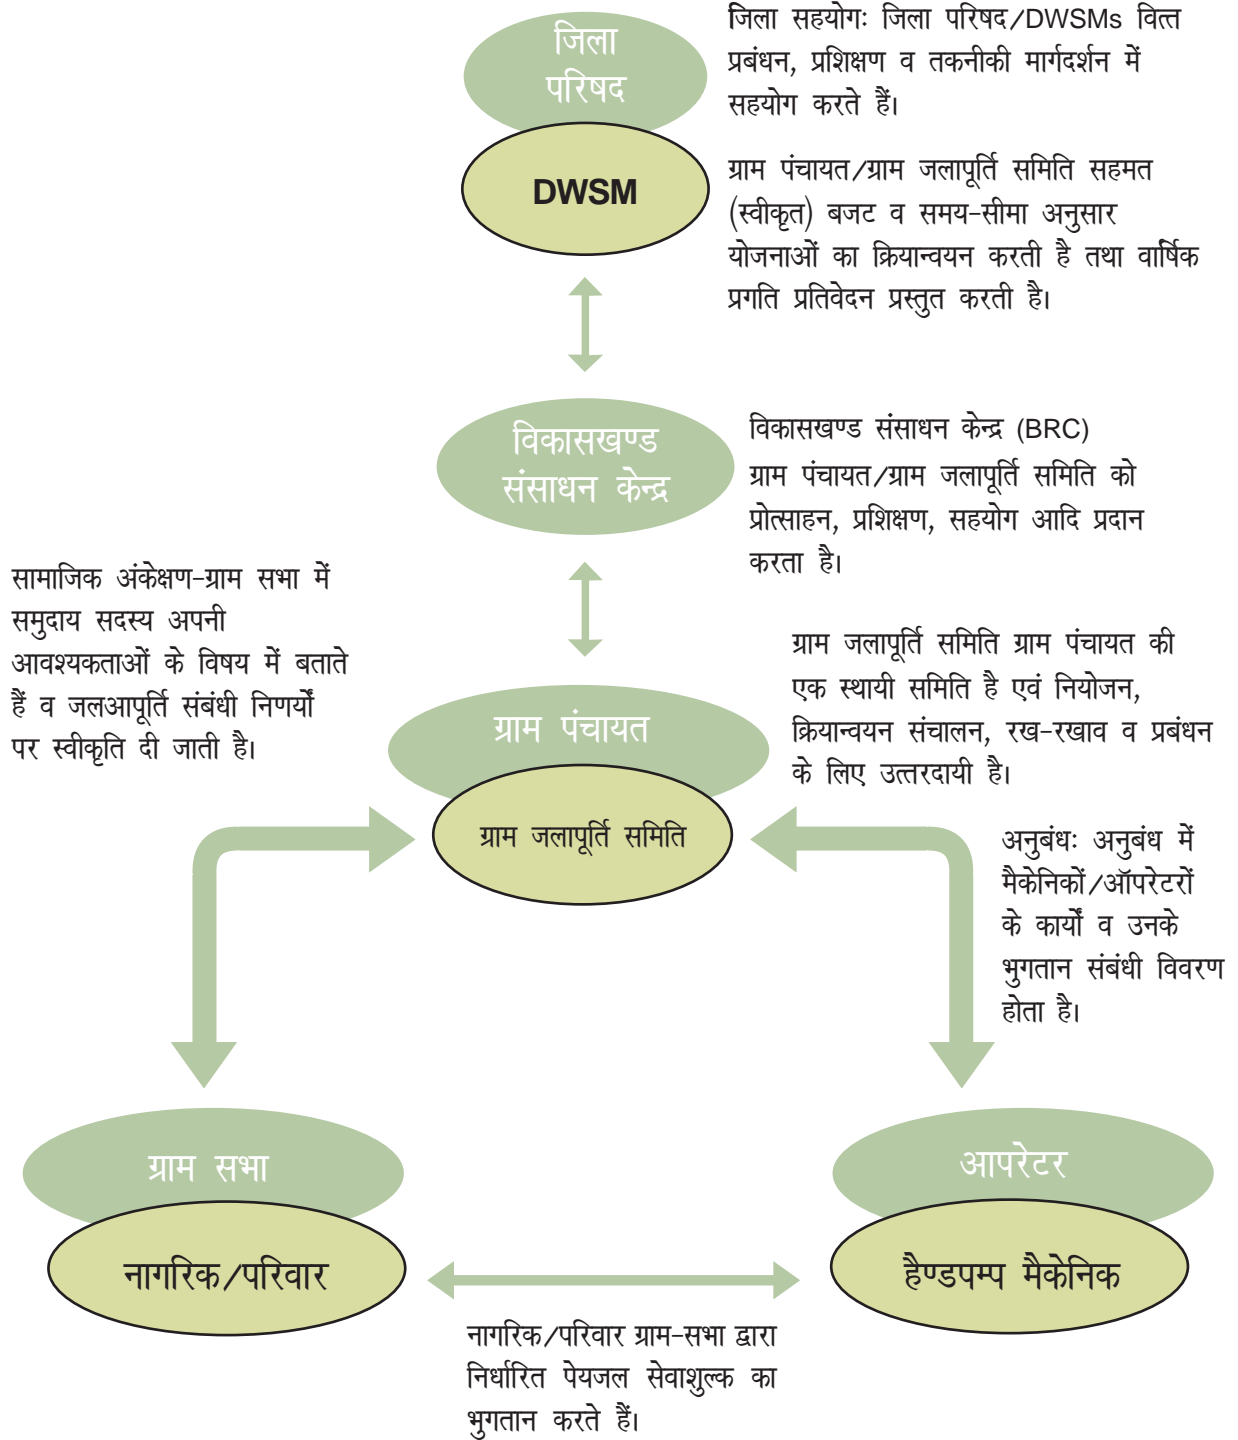 जिला
परिषद
DWSM
जिला सहयोगः जिला परिषद/DWSMs वित्त
प्रबंधन, प्रशिक्षण व तकनीकी मार्गदर्शन में
सहयोग करते हैं।
ग्राम पंचायत/ग्राम जलापूर्ति समिति सहमत
(स्वीकृत) बजट व समय-सीमा अनुसार
योजनाओं का क्रियान्वयन करती है तथा वार्षिक
प्रगति प्रतिवेदन प्रस्तुत करती है।
विकासखण्ड
संसाधन केन्द्र
विकासखण्ड संसाधन केन्द्र (BRC)
ग्राम पंचायत/ग्राम जलापूर्ति समिति को
प्रोत्साहन, प्रशिक्षण, सहयोग आदि प्रदान
करता है।
सामाजिक अंकेक्षण-ग्राम सभा में
समुदाय सदस्य अपनी
आवश्यकताओं के विषय में बताते
हैं व जलआपूर्ति संबंधी निणर्यों
पर स्वीकृति दी जाती है।
ग्राम पंचायत
ग्राम जलापूर्ति समिति
ग्राम जलापूर्ति समिति ग्राम पंचायत की
एक स्थायी समिति है एवं नियोजन,
क्रियान्वयन संचालन, रख-रखाव व प्रबंधन
के लिए उत्तरदायी है।
अनुबंधः अनुबंध में
मैकेनिकों/ऑपरेटरों
के कार्यों व उनके
भुगतान संबंधी विवरण
होता है।
ग्राम सभा
नागरिक/परिवार
आपरेटर
हैण्डपम्प मैकेनिक
नागरिक/परिवार ग्राम-सभा द्वारा
निर्धारित पेयजल सेवाशुल्क का
भुगतान करते हैं।